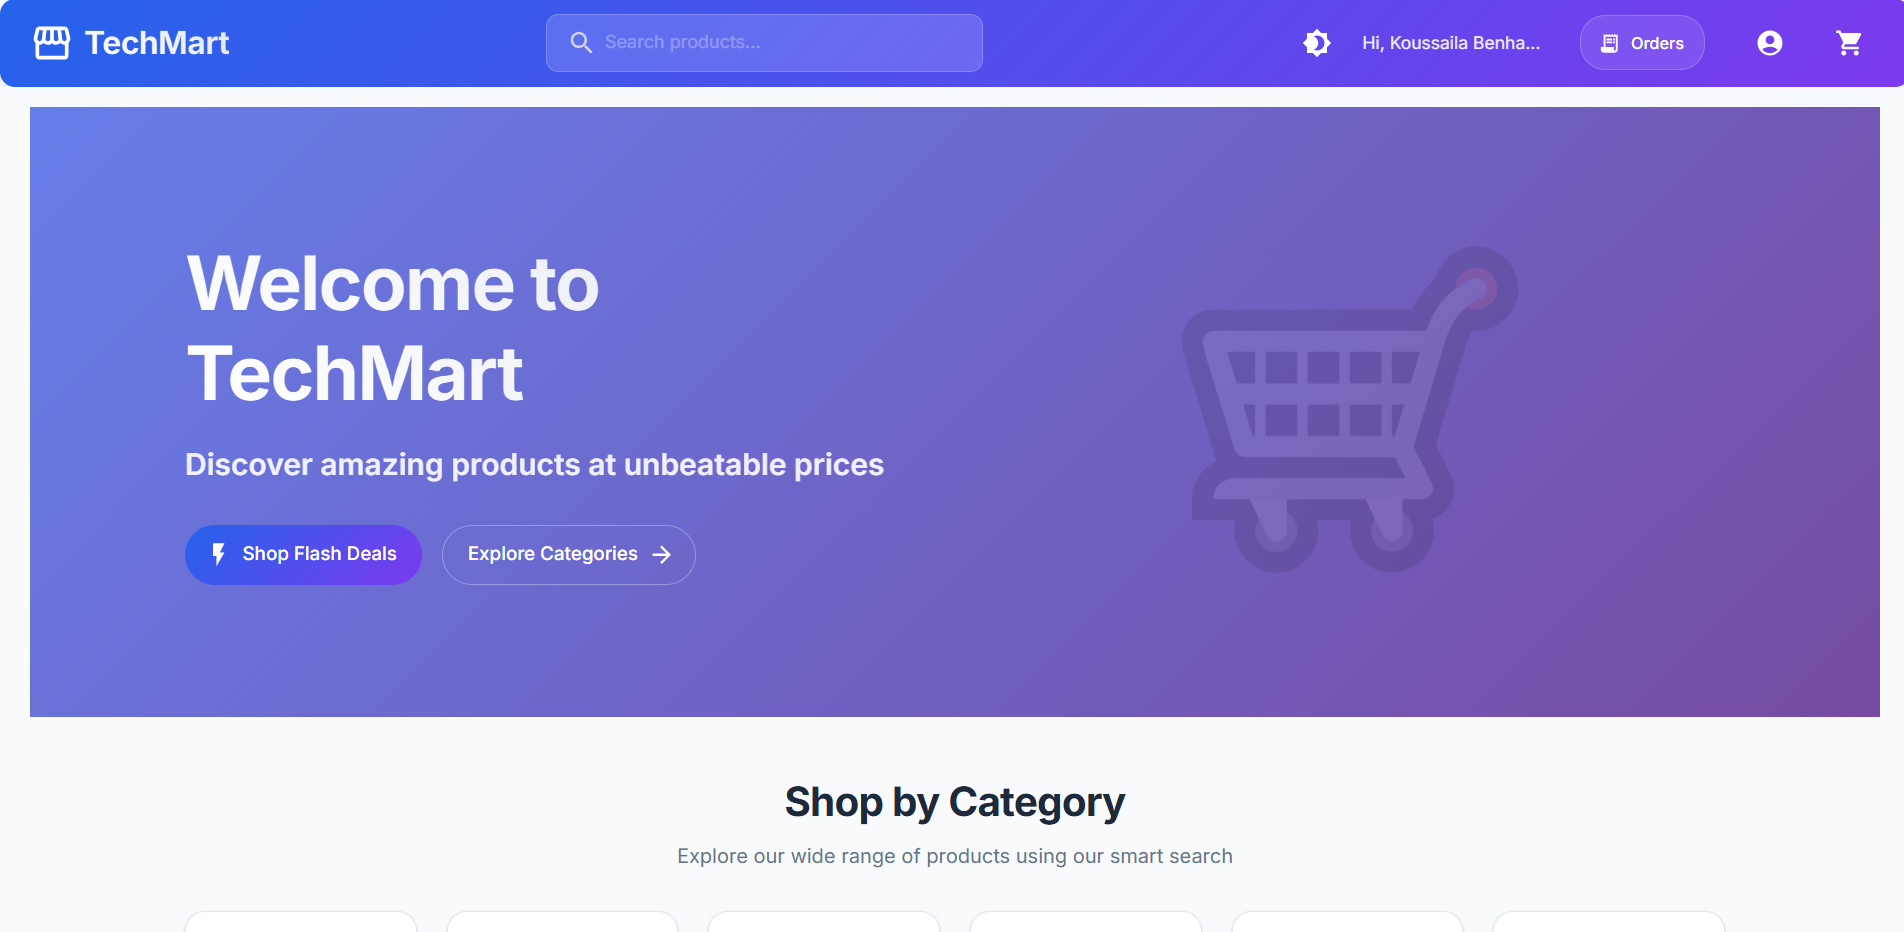 TechMart
Search products...
Hi, Koussaila Benha...
Orders
Welcome to
TechMart
Discover amazing products at unbeatable prices
Shop Flash Deals
Explore Categories
Shop by Category
Explore our wide range of products using our smart search